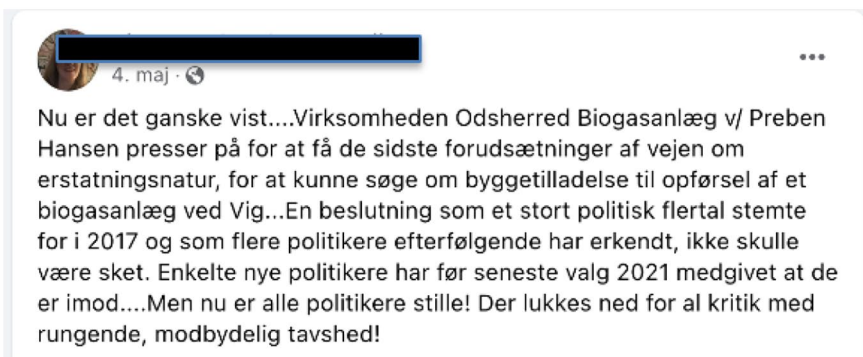 4. maj ·
Nu er det ganske vist....Virksomheden Odsherred Biogasanlæg v/ Preben
Hansen presser på for at få de sidste forudsætninger af vejen om
erstatningsnatur, for at kunne søge om byggetilladelse til opførsel af et
biogasanlæg ved Vig...En beslutning som et stort politisk flertal stemte
for i 2017 og som flere politikere efterfølgende har erkendt, ikke skulle
være sket. Enkelte nye politikere har før seneste valg 2021 medgivet at de
er imod....Men nu er alle politikere stille! Der lukkes ned for al kritik med
rungende, modbydelig tavshed!